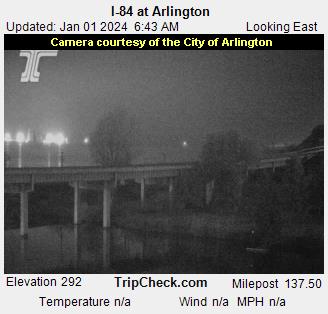 I-84 at Arlington
Updated: Jan 01 2024 6:43 AM Looking East
Camera courtesy of the City of Arlington
Elevation 292 TripCheck.com Milepost 137.50
Temperature n/a Wind n/a MPH n/a